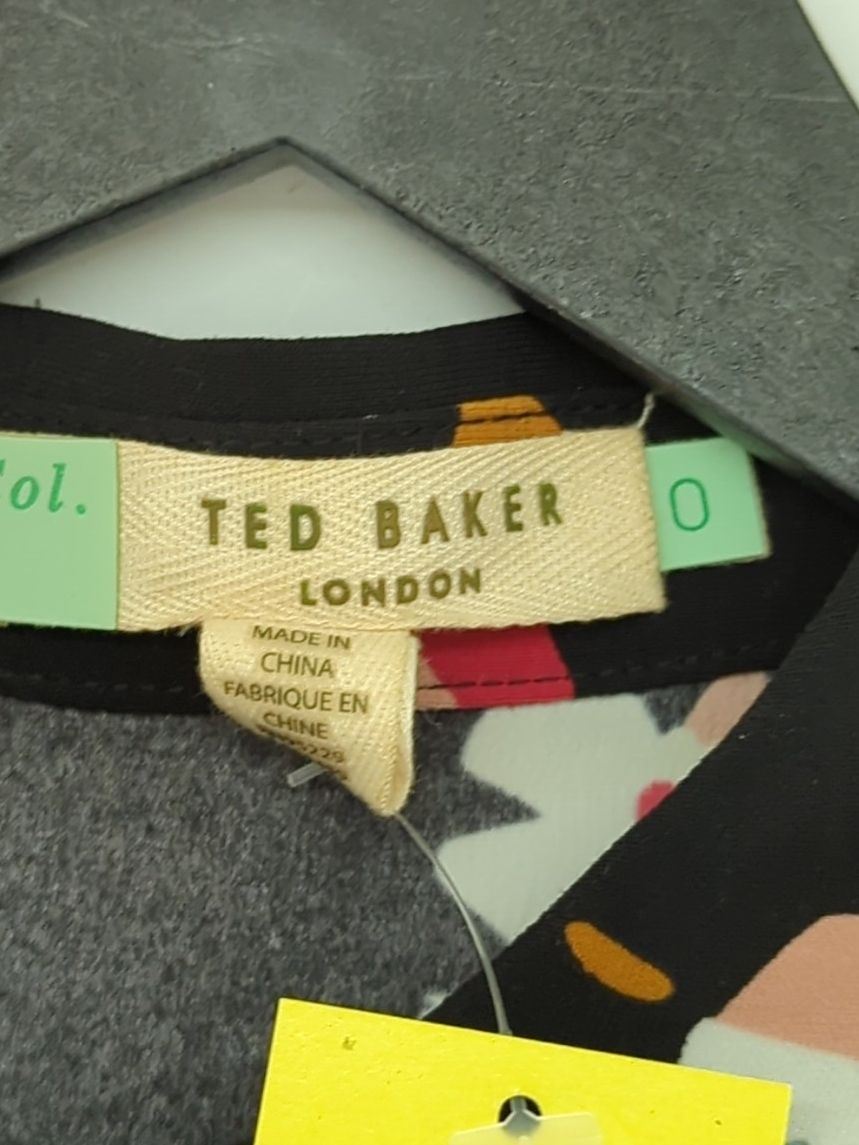 ol.
TED BAKER
LONDON
0
MADE IN
CHINA
FABRIQUE EN
CHINE